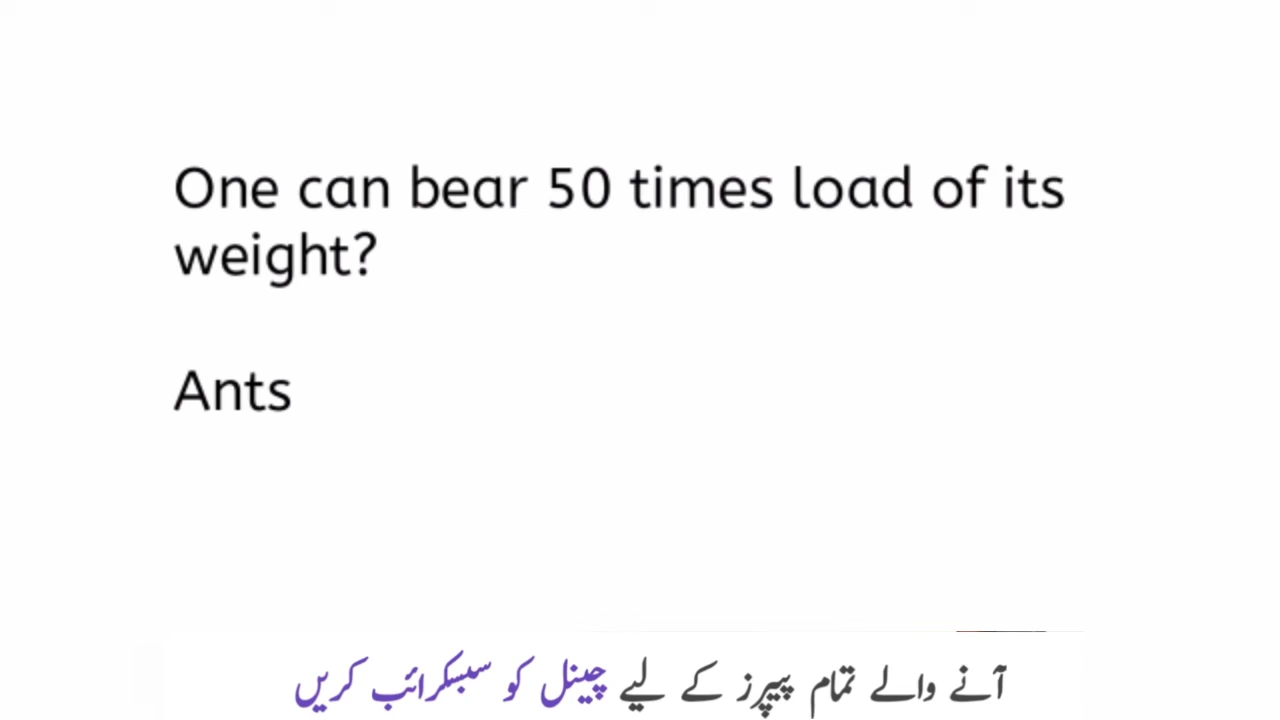 One can bear 50 times load of its
weight?
Ants
آنے والے تمام پیپرز کے لیے چینل کو سبسکرائب کریں